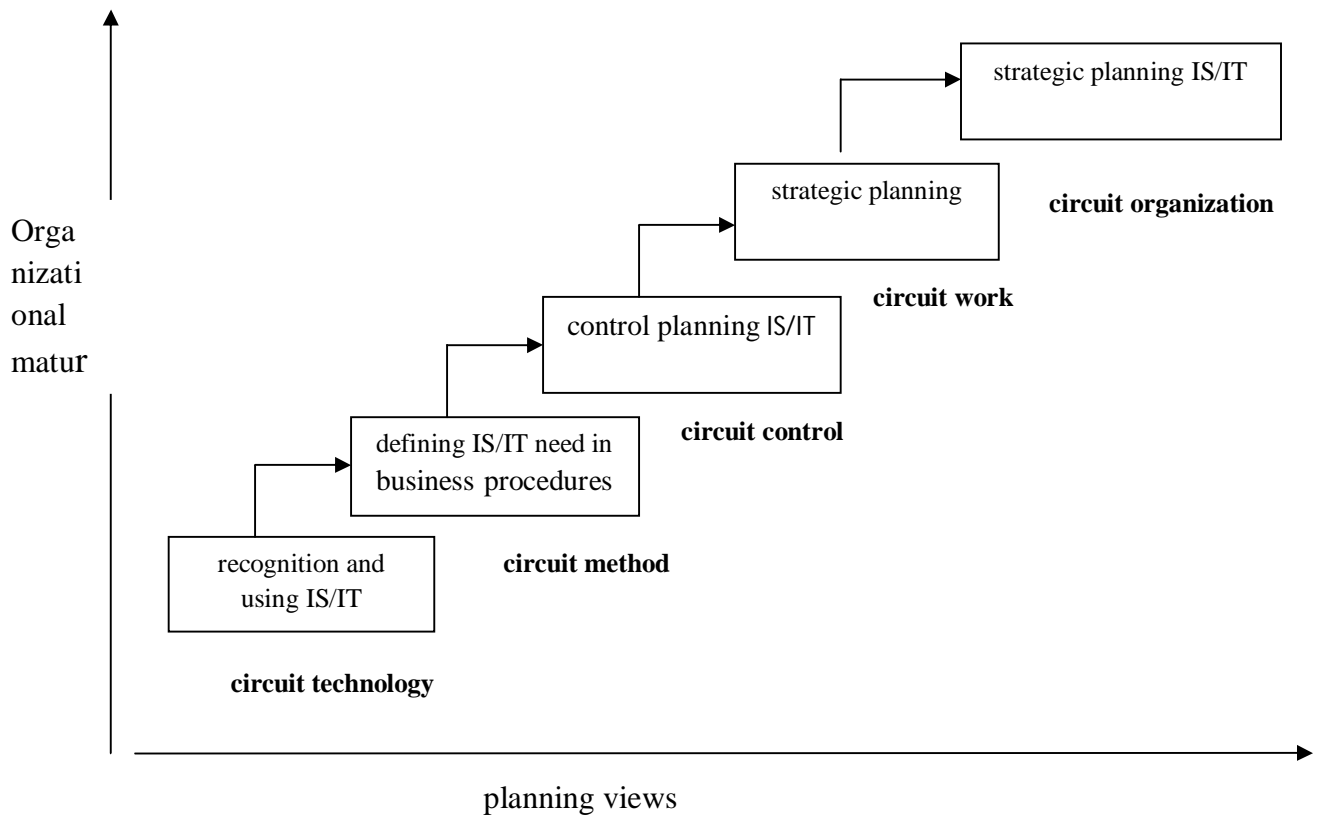 strategic planning IS/IT
strategic planning
circuit organization
Orga
nizati
onal
matur
circuit work
control planning IS/IT
circuit control
defining IS/IT need in
business procedures
circuit method
recognition and
using IS/IT
circuit technology
planning views